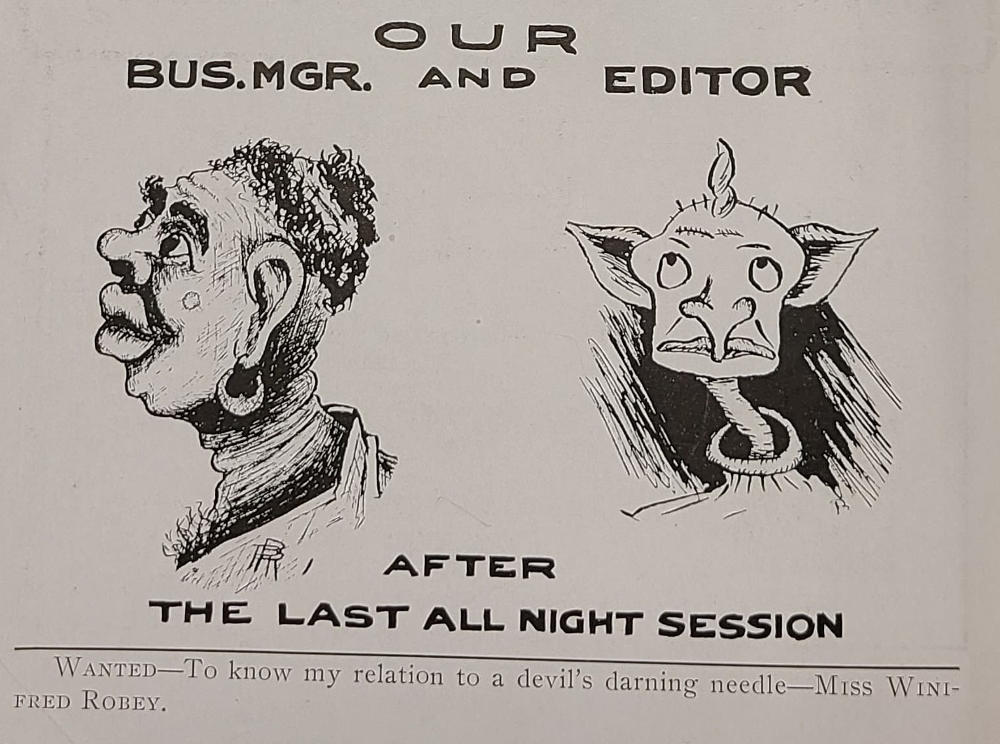 OUR
BUS.MGR. AND EDITOR
AFTER
THE LAST ALL NIGHT SESSION
WANTED—To know my relation to a devil's darning needle—MISS WINI-
FRED ROBEY.